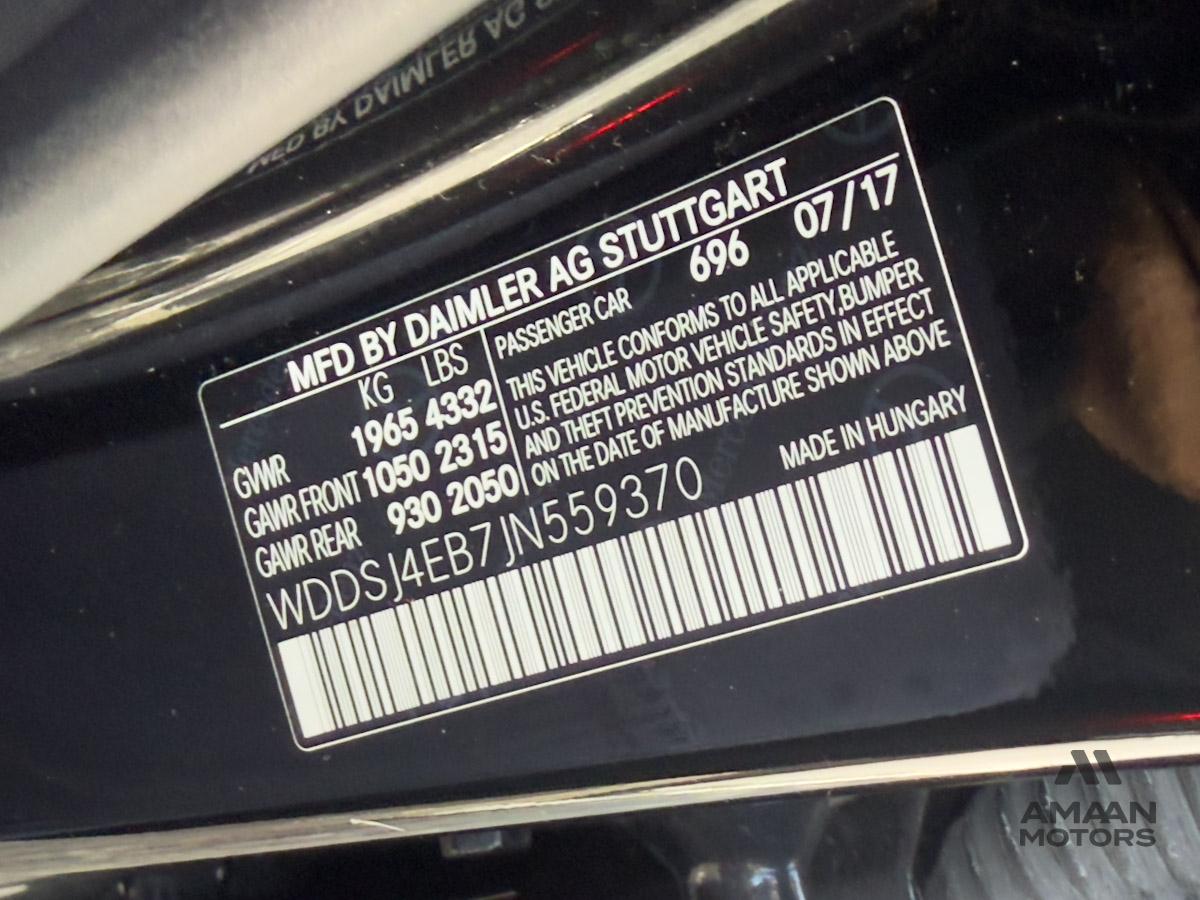 MFD BY DAIMLER AG STUTTGART
KG LBS
GVWR 1965 4332
GAWR FRONT 1050 2315
GAWR REAR 930 2050
PASSENGER CAR 696 07/17
THIS VEHICLE CONFORMS TO ALL APPLICABLE
U.S. FEDERAL MOTOR VEHICLE SAFETY,BUMPER
AND THEFT PREVENTION STANDARDS IN EFFECT
ON THE DATE OF MANUFACTURE SHOWN ABOVE
MADE IN HUNGARY
WDDSJ4EB7JN559370
AMAAN
MOTORS